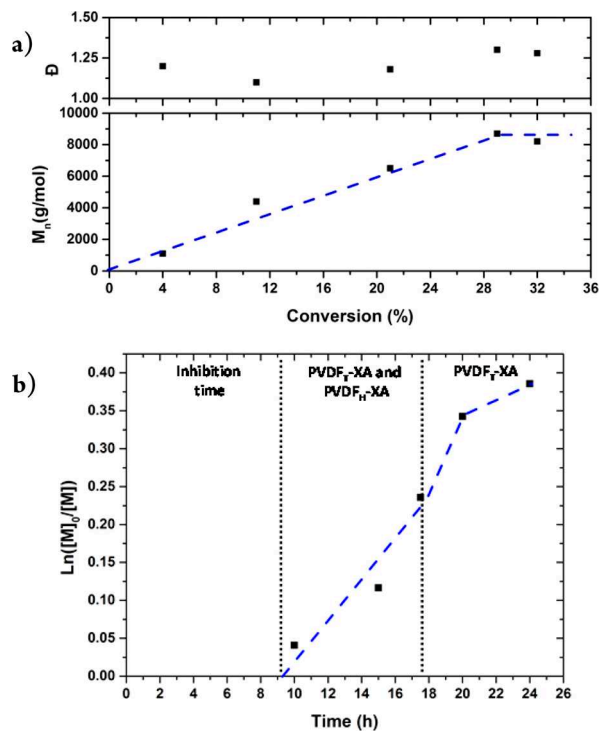 a)
Đ
1.50
1.25
1.00
Mn(g/mol)
10000
8000
6000
4000
2000
0
0 4 8 12 16 20 24 28 32 36
Conversion (%)
b)
Ln([M]0/[M])
0.40
0.35
0.30
0.25
0.20
0.15
0.10
0.05
0.00
Inhibition
time
PVDFT-XA and
PVDFH-XA
PVDFT-XA
0 2 4 6 8 10 12 14 16 18 20 22 24 26
Time (h)